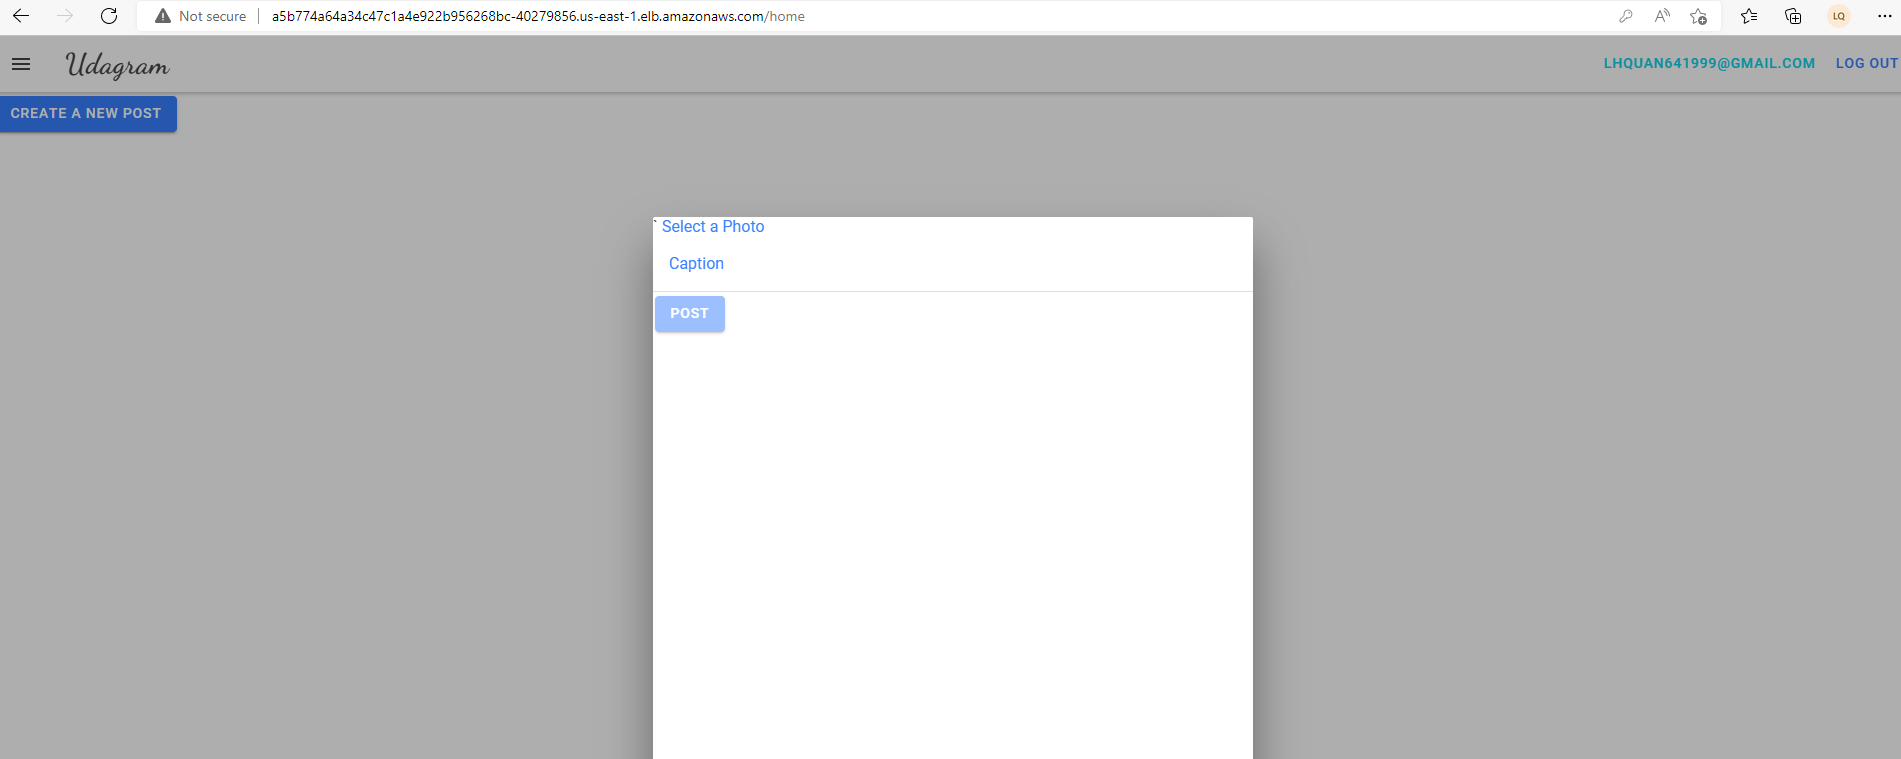 Not secure a5b774a64a34c47c1a4e922b956268bc-40279856.us-east-1.elb.amazonaws.com/home LQ
Udagram LHQUAN641999@GMAIL.COM LOG OUT
CREATE A NEW POST
` Select a Photo
Caption
POST